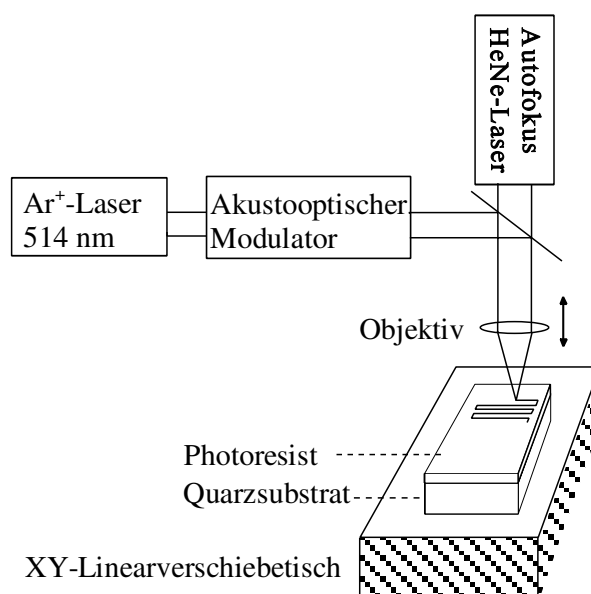 Autofokus
HeNe-Laser
Ar⁺-Laser
514 nm
Akustooptischer
Modulator
Objektiv
Photoresist
Quarzsubstrat
XY-Linearverschiebetisch